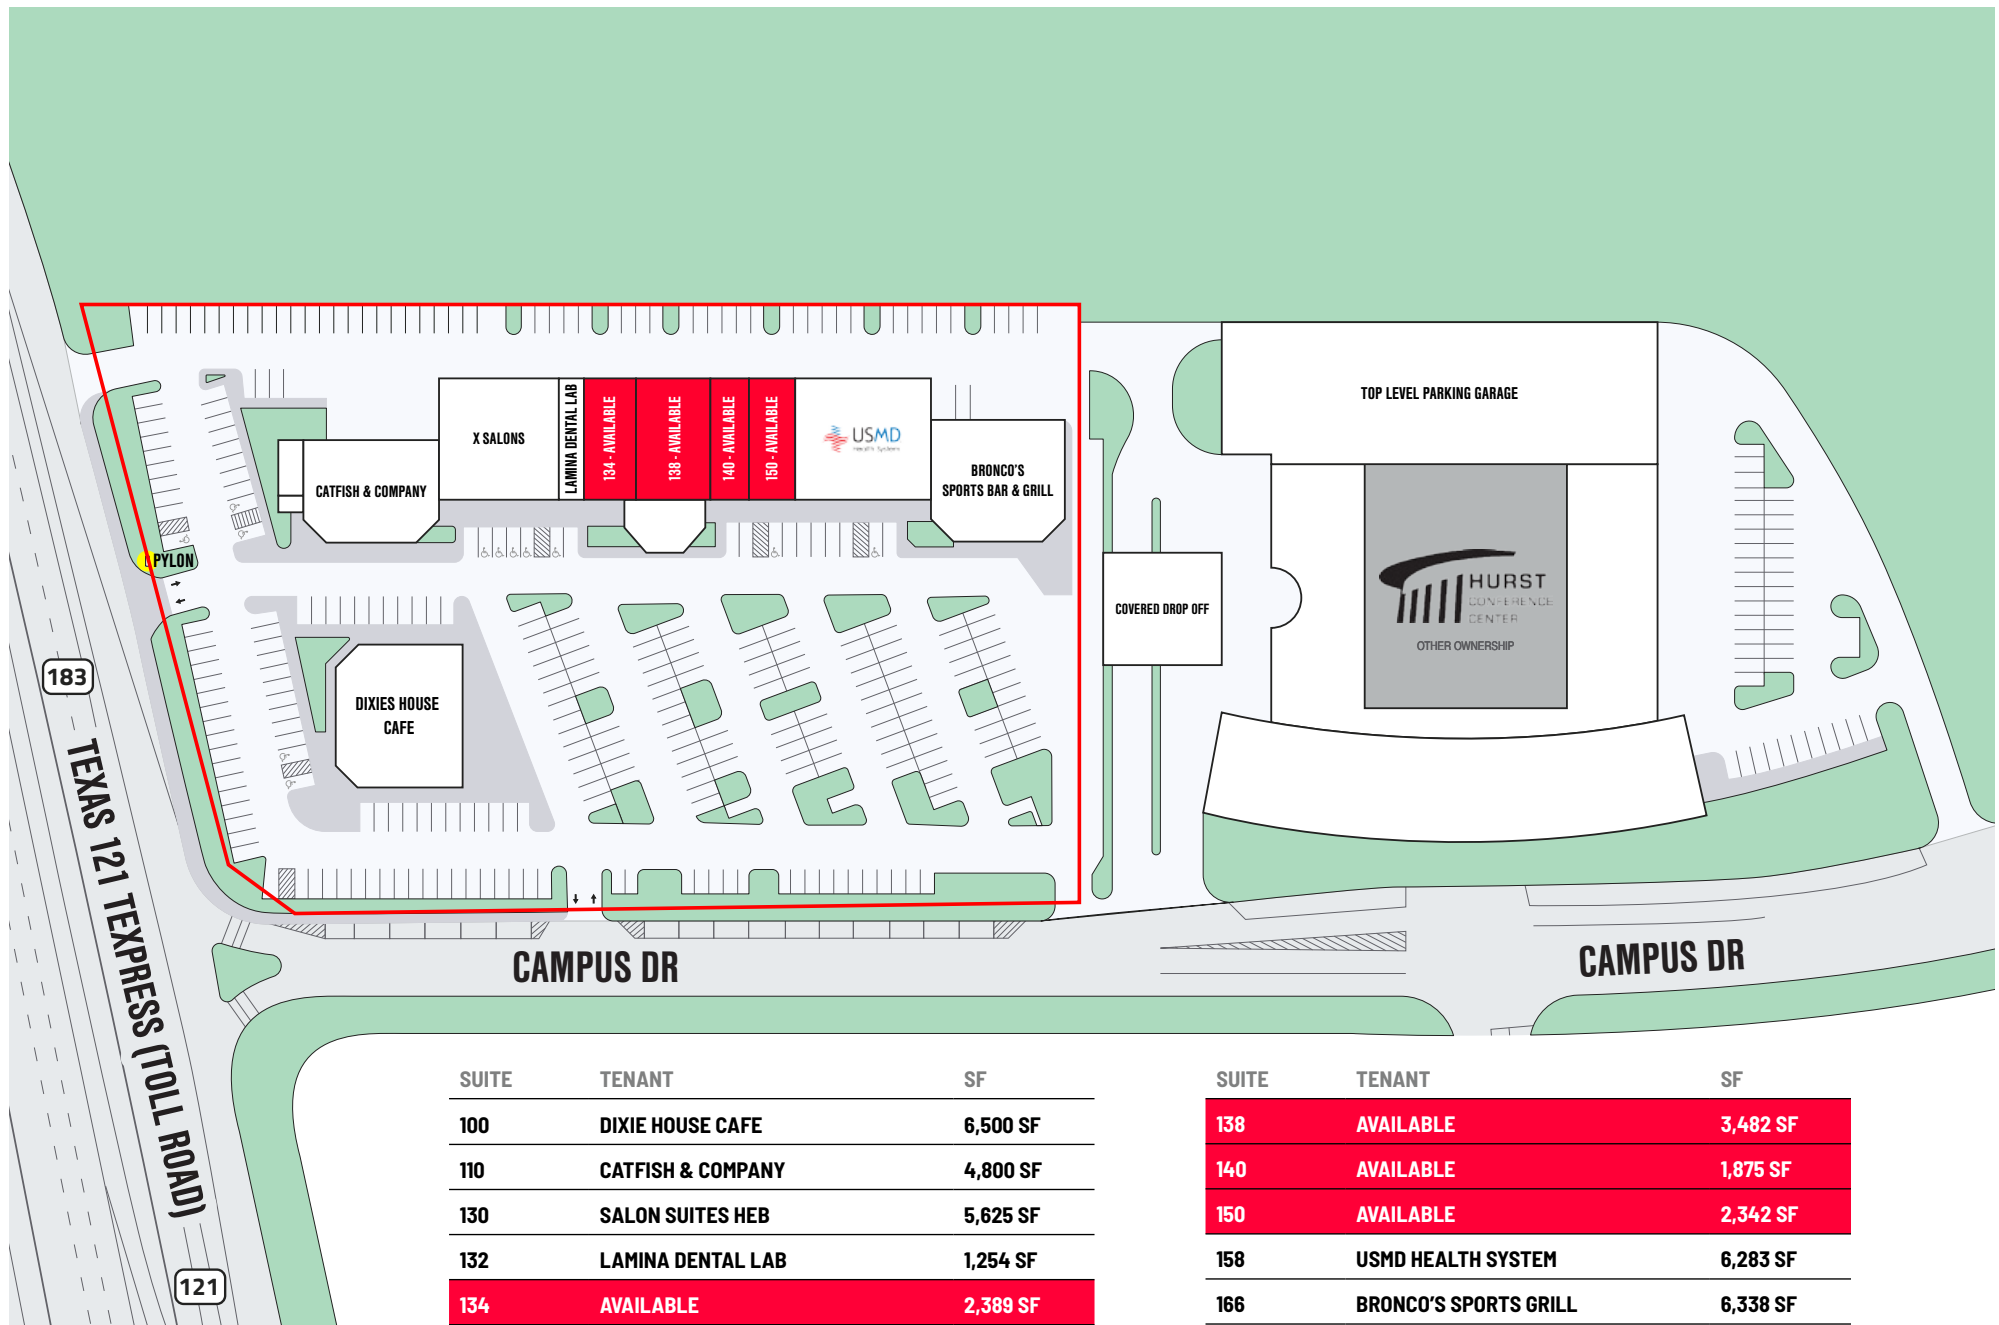 TOP LEVEL PARKING GARAGE
X SALONS
LAMINA DENTAL LAB
134 - AVAILABLE
138 - AVAILABLE
140 - AVAILABLE
150 - AVAILABLE
USMD
Health System
BRONCO'S
SPORTS BAR & GRILL
CATFISH & COMPANY
PYLON
COVERED DROP OFF
HURST
CONFERENCE
CENTER
OTHER OWNERSHIP
DIXIES HOUSE
CAFE
183
TEXAS 121 TEXPRESS (TOLL ROAD)
121
CAMPUS DR
CAMPUS DR
SUITE TENANT SF
100 DIXIE HOUSE CAFE 6,500 SF
110 CATFISH & COMPANY 4,800 SF
130 SALON SUITES HEB 5,625 SF
132 LAMINA DENTAL LAB 1,254 SF
134 AVAILABLE 2,389 SF
SUITE TENANT SF
138 AVAILABLE 3,482 SF
140 AVAILABLE 1,875 SF
150 AVAILABLE 2,342 SF
158 USMD HEALTH SYSTEM 6,283 SF
166 BRONCO'S SPORTS GRILL 6,338 SF